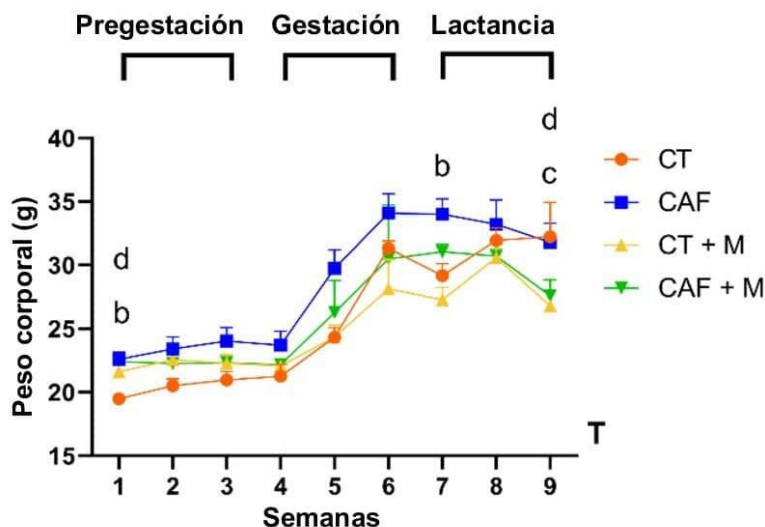 Pregestación Gestación Lactancia
d
40
CT
b
c
35
CAF
CT + M
d
30
CAF + M
b
25
20
T
15
1 2 3 4 5 6 7 8 9
Peso corporal (g)
Semanas